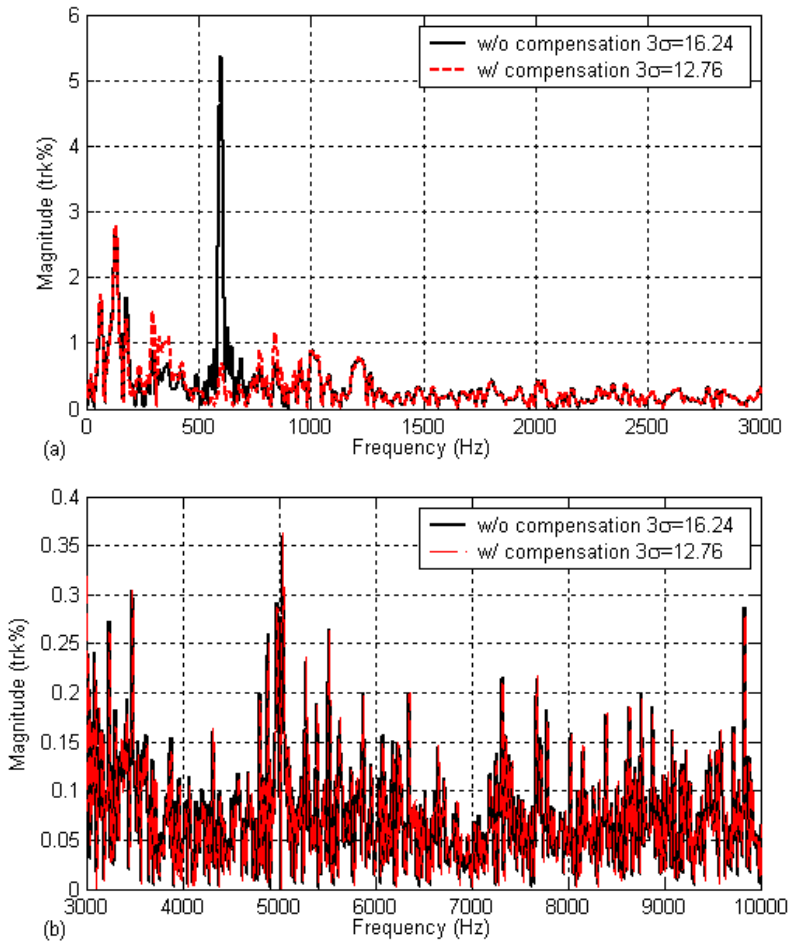 6
5
4
3
2
1
0
Magnitude (trk%)
w/o compensation 3σ=16.24
w/ compensation 3σ=12.76
0 500 1000 1500 2000 2500 3000
(a) Frequency (Hz)
0.4
0.35
0.3
0.25
0.2
0.15
0.1
0.05
0
Magnitude (trk%)
w/o compensation 3σ=16.24
w/ compensation 3σ=12.76
3000 4000 5000 6000 7000 8000 9000 10000
(b) Frequency (Hz)